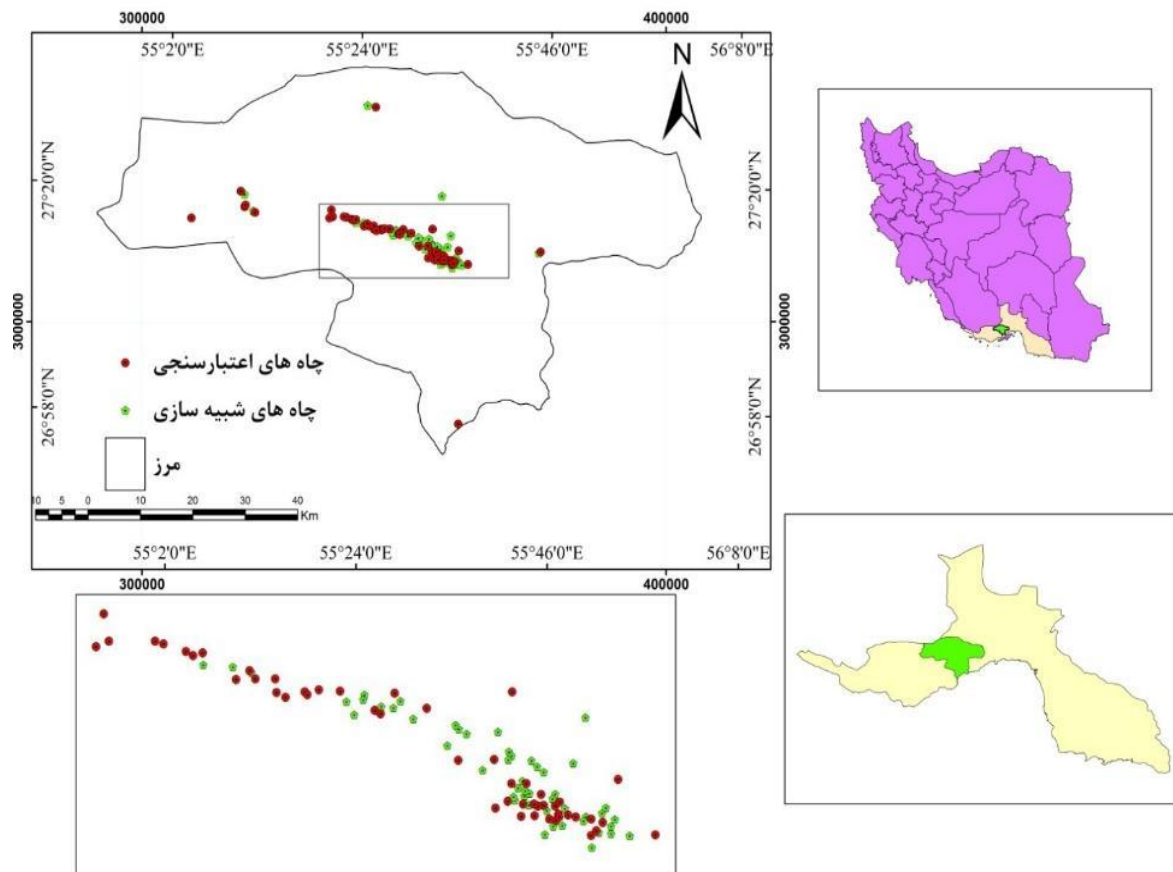 300000 400000
55°20'0"E 55°24'0"E 55°46'0"E 56°8'0"E
N
27°20'0"N 27°20'0"N
3000000 3000000
چاه های اعتبارسنجی
چاه های شبیه سازی
26°58'0"N 26°58'0"N
مرز
10 5 0 10 20 30 40
Km
55°2'0"E 55°24'0"E 55°46'0"E 56°8'0"E
300000 400000